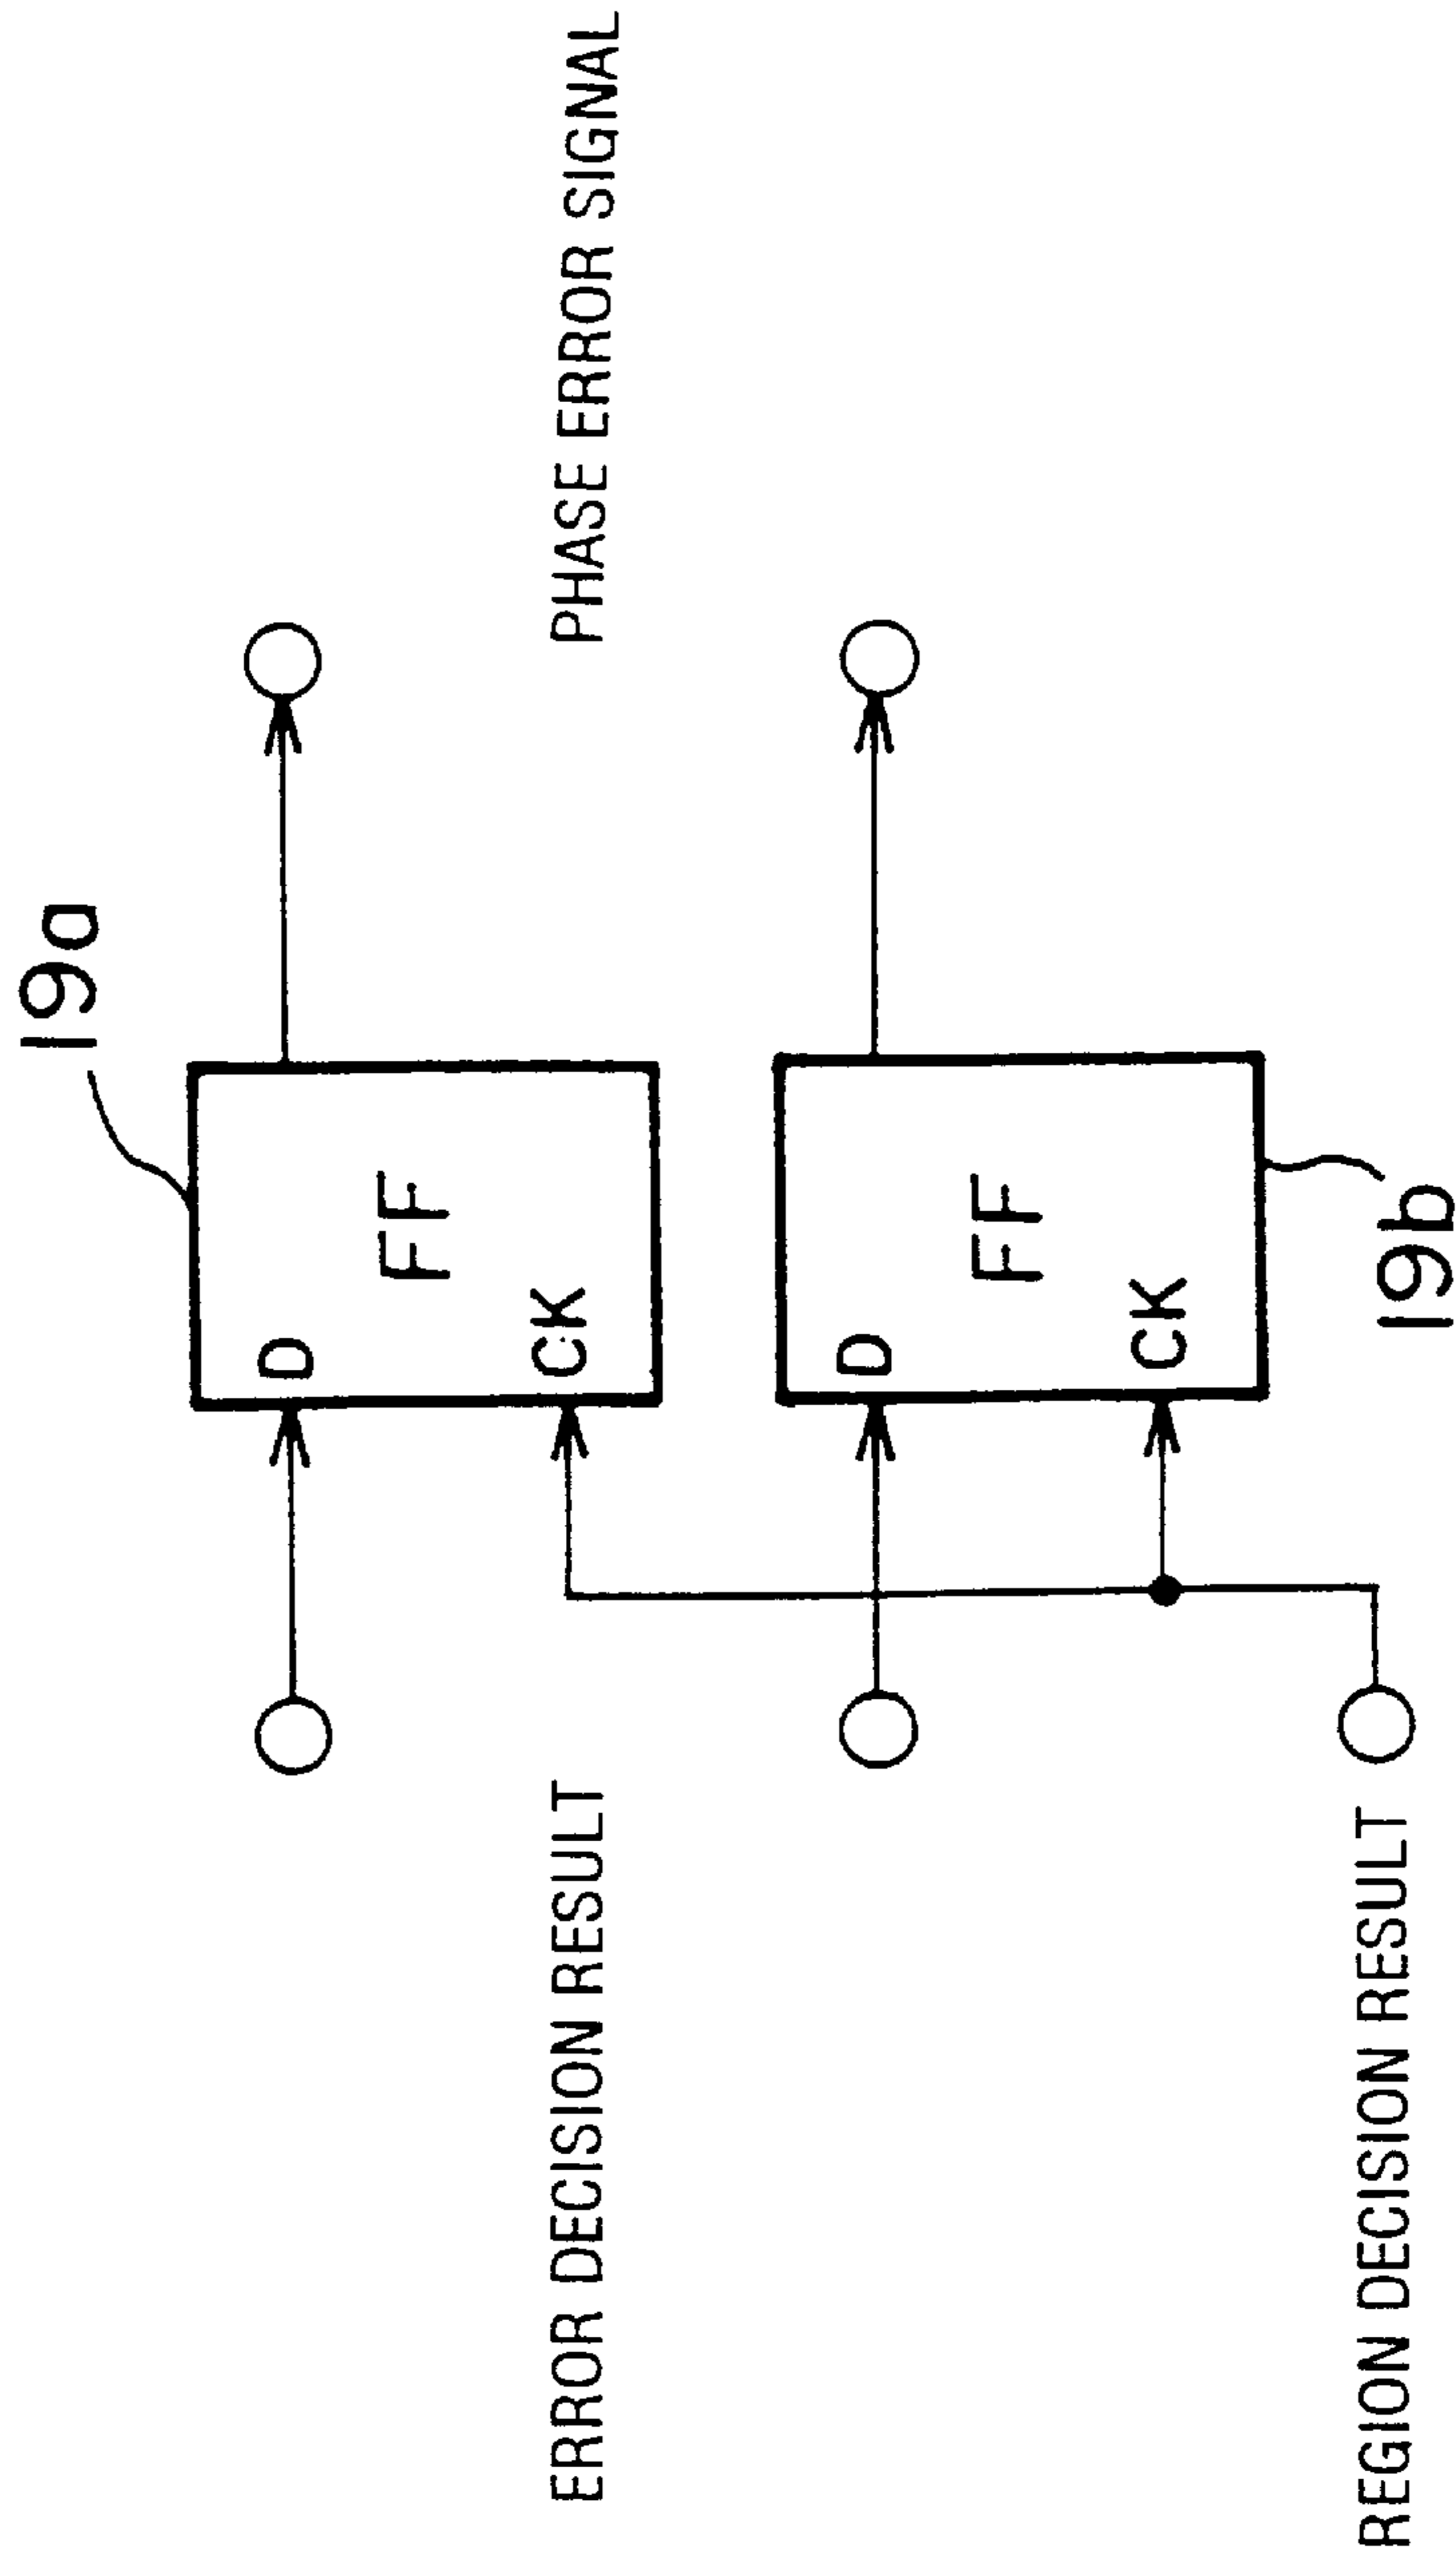 19a
D
FF
CK
ERROR DECISION RESULT
PHASE ERROR SIGNAL
D
FF
CK
19b
REGION DECISION RESULT